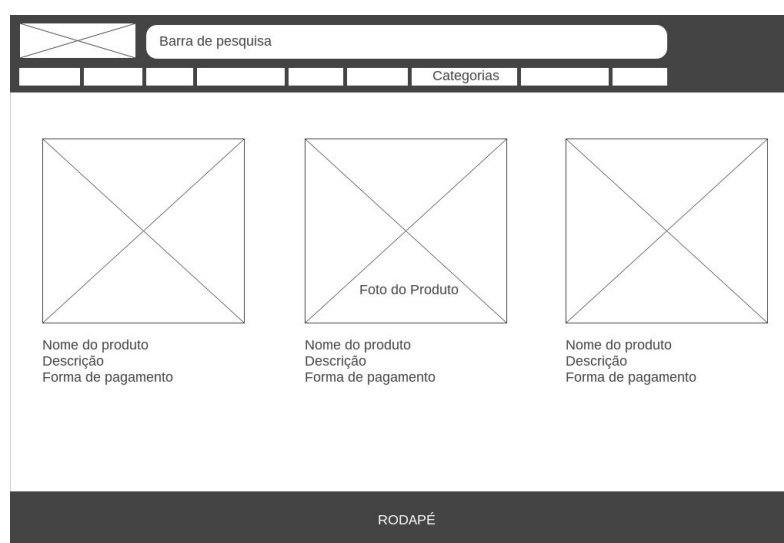 Barra de pesquisa
Categorias
Foto do Produto
Nome do produto
Descrição
Forma de pagamento
Nome do produto
Descrição
Forma de pagamento
Nome do produto
Descrição
Forma de pagamento
RODAPÉ